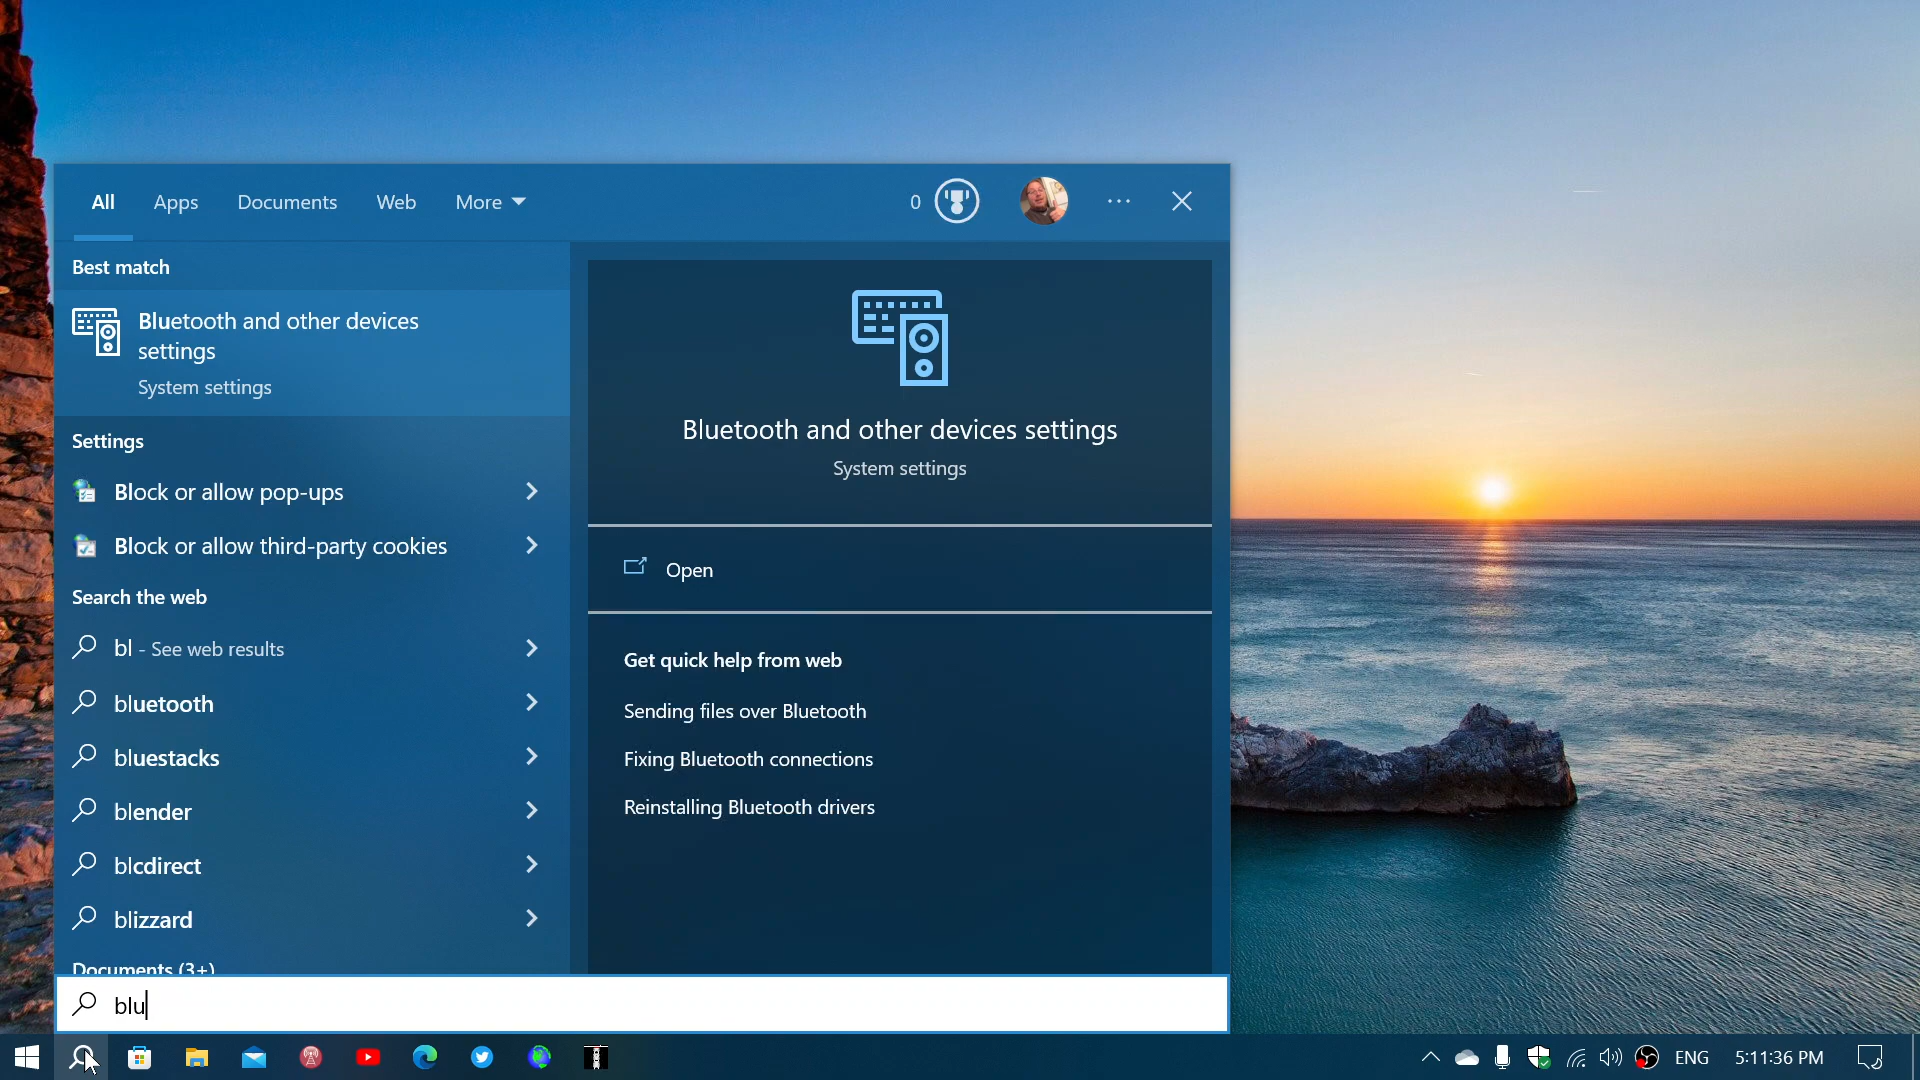 All Apps Documents Web More 0
Best match
Bluetooth and other devices
settings
System settings
Settings
Block or allow pop-ups
Block or allow third-party cookies
Search the web
bl - See web results
bluetooth
bluestacks
blender
blcdirect
blizzard
Documents (3+)
Bluetooth and other devices settings
System settings
Open
Get quick help from web
Sending files over Bluetooth
Fixing Bluetooth connections
Reinstalling Bluetooth drivers
blu
ENG 5:11:36 PM